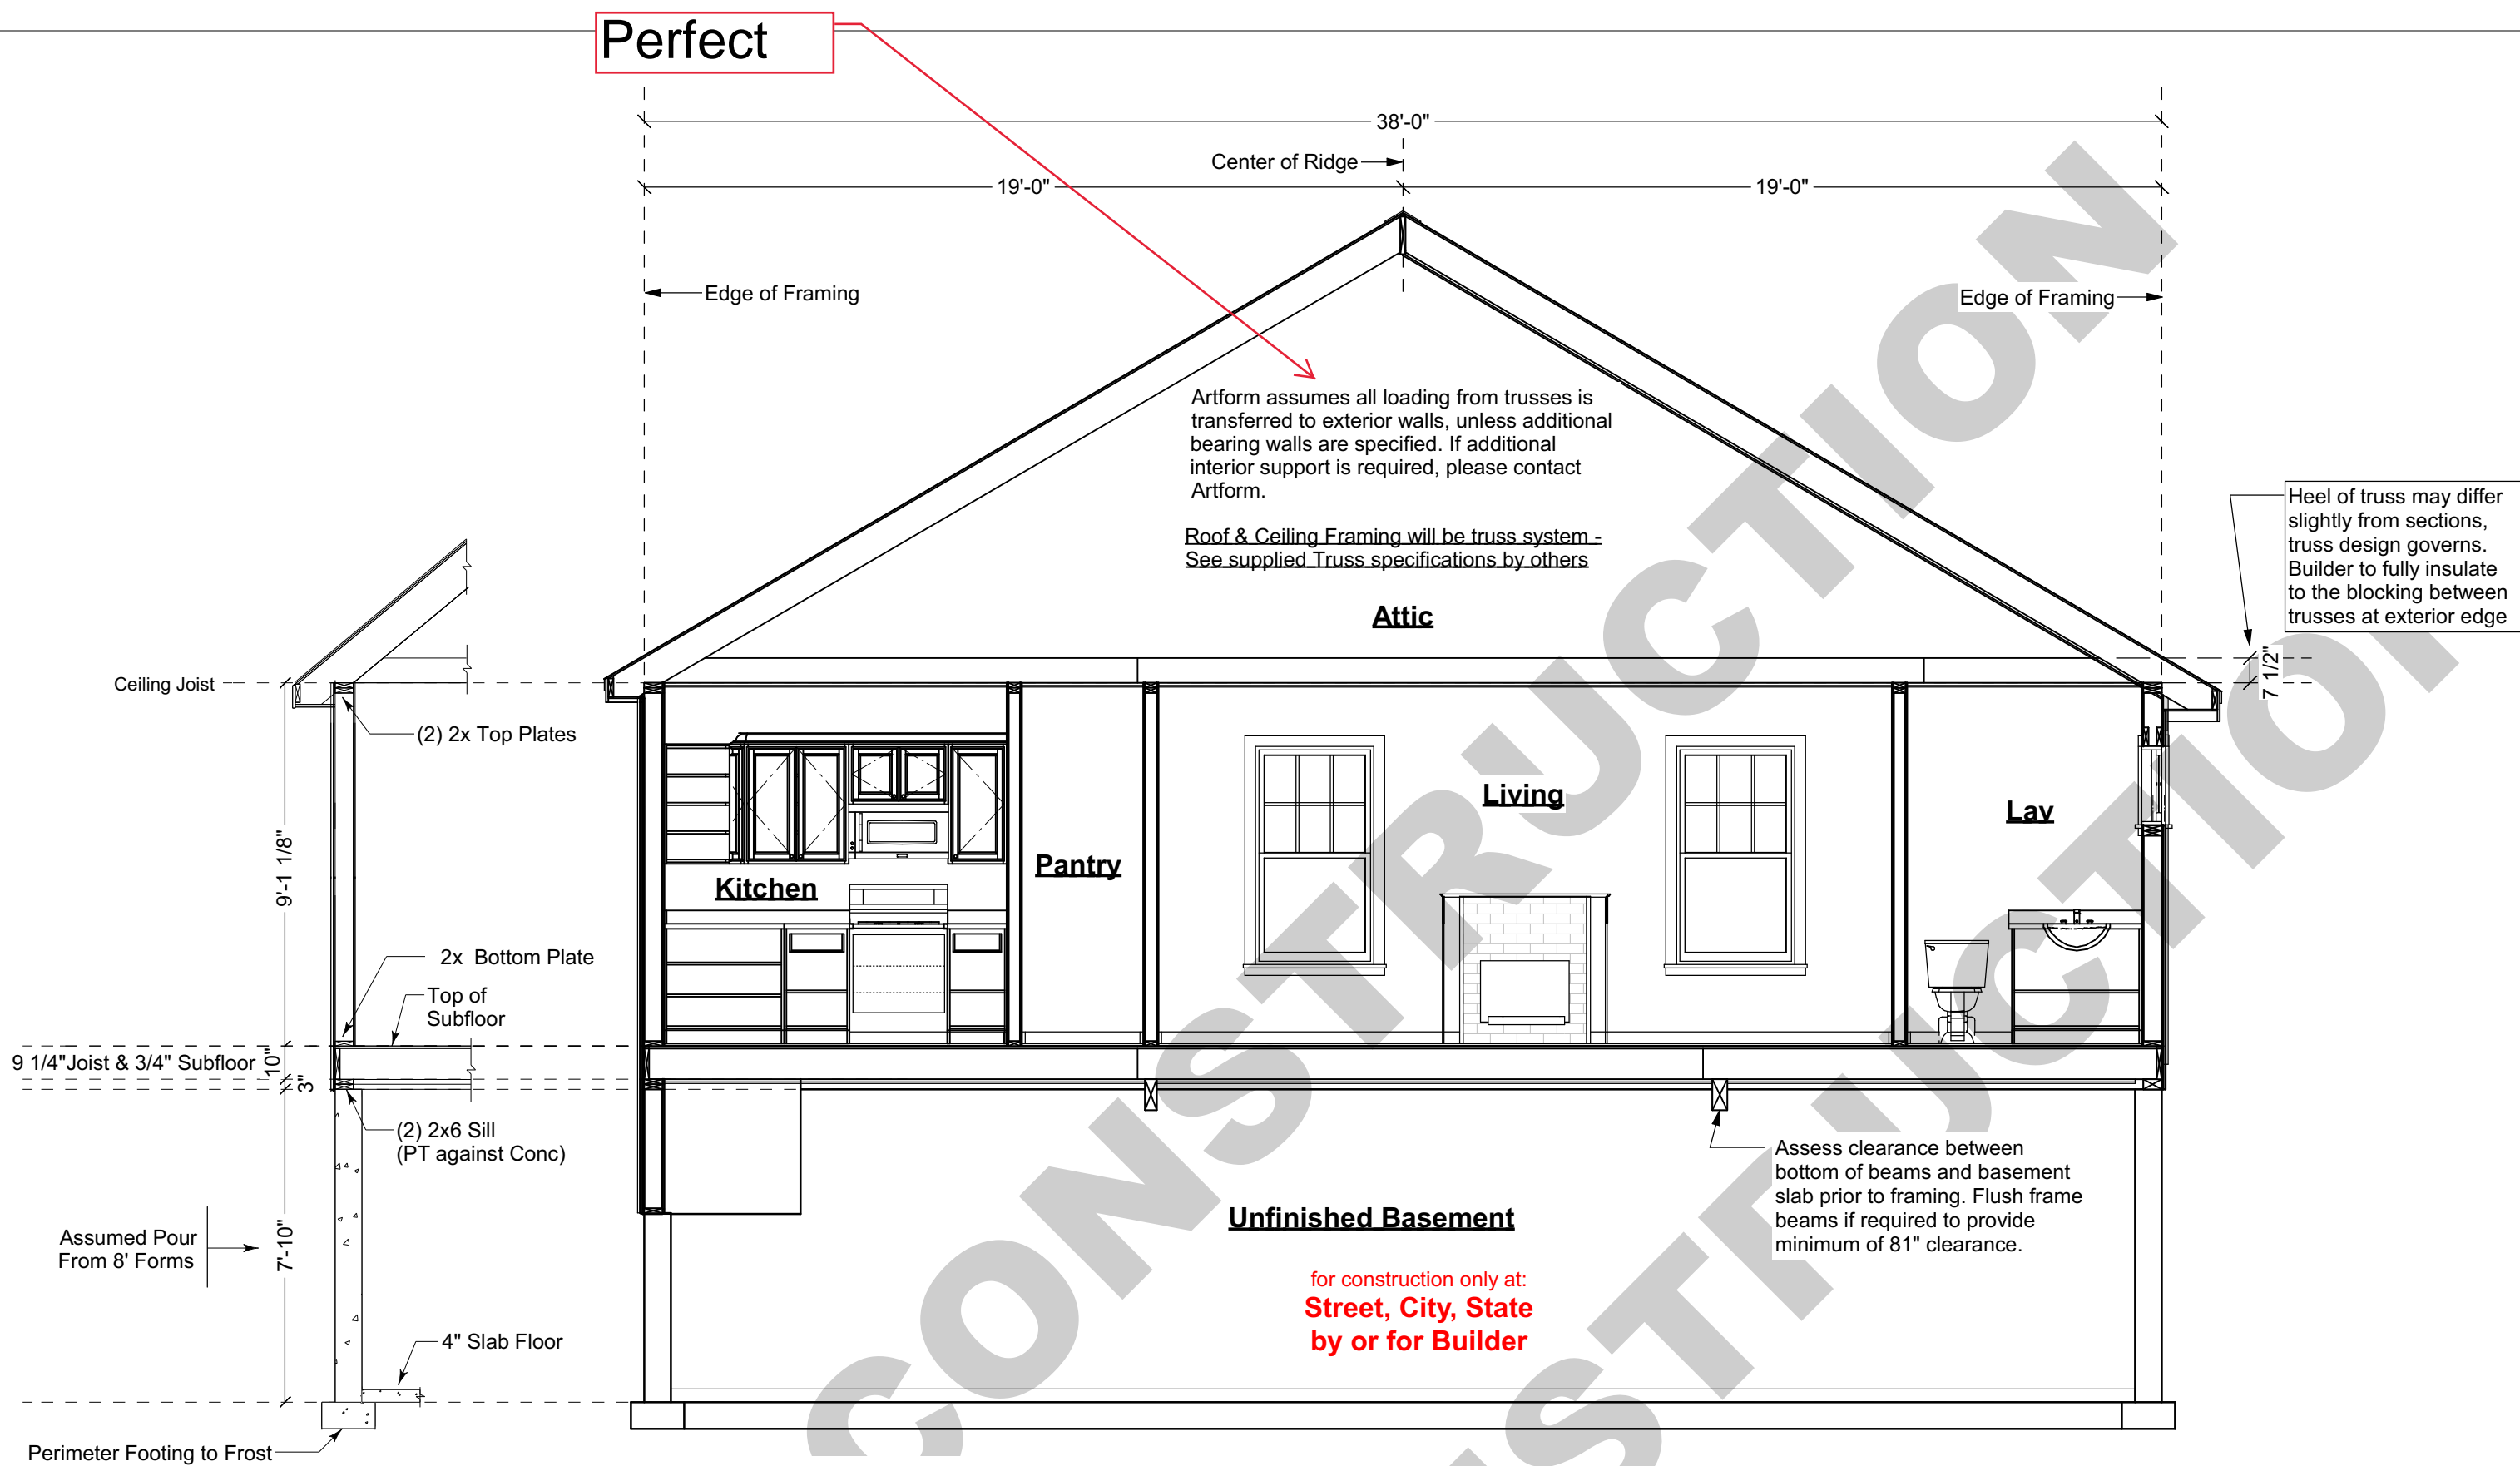 Perfect
38'-0"
Center of Ridge
19'-0"
19'-0"
Edge of Framing
Edge of Framing
Artform assumes all loading from trusses is
transferred to exterior walls, unless additional
bearing walls are specified. If additional
interior support is required, please contact
Artform.
Roof & Ceiling Framing will be truss system -
See supplied Truss specifications by others
Heel of truss may differ
slightly from sections,
truss design governs.
Builder to fully insulate
to the blocking between
trusses at exterior edge
Attic
7 1/2"
Ceiling Joist
(2) 2x Top Plates
9'-1 1/8"
Kitchen
Pantry
Living
Lav
2x Bottom Plate
Top of
Subfloor
9 1/4"Joist & 3/4" Subfloor
10"
3"
(2) 2x6 Sill
(PT against Conc)
Assess clearance between
bottom of beams and basement
slab prior to framing. Flush frame
beams if required to provide
minimum of 81" clearance.
Unfinished Basement
Assumed Pour
From 8' Forms
7'-10"
for construction only at:
Street, City, State
by or for Builder
4" Slab Floor
Perimeter Footing to Frost
CONSTRUCTION
NSTRUCTION